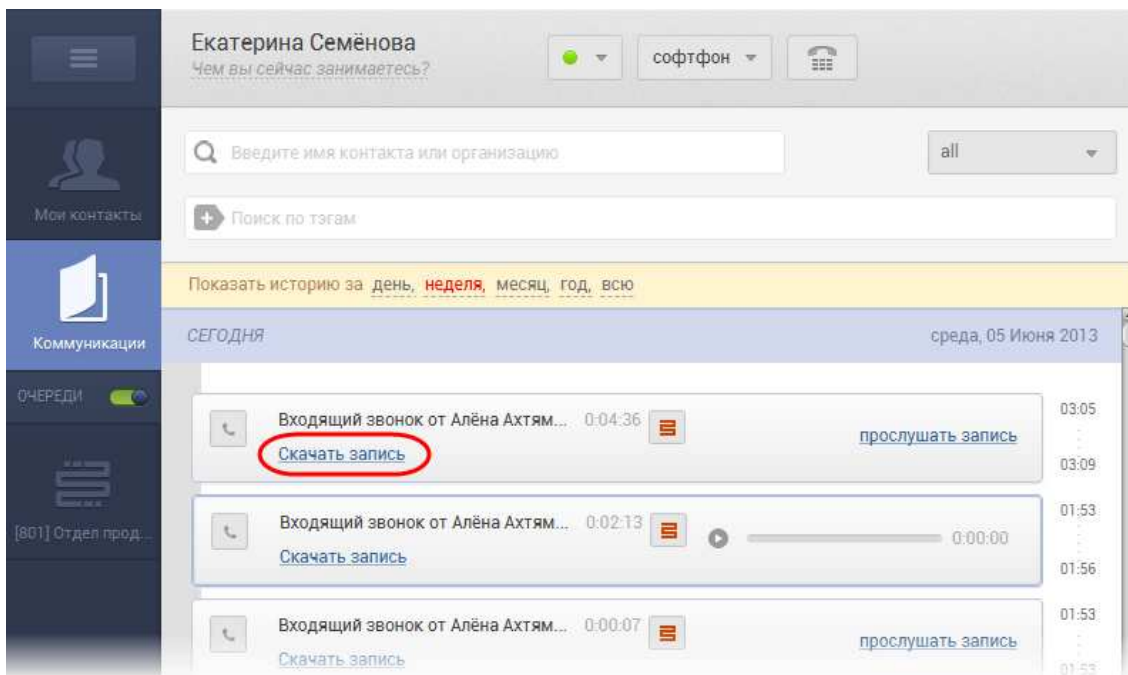 Екатерина Семёнова
Чем вы сейчас занимаетесь?
софтфон
Введите имя контакта или организацию
all
Мои контакты
Поиск по тэгам
Показать историю за день, неделя, месяц, год, всю
Коммуникации
СЕГОДНЯ
среда, 05 Июня 2013
ОЧЕРЕДИ
Входящий звонок от Алёна Ахтям... 0:04:36
Скачать запись
прослушать запись
03:05
03:09
[801] Отдел прод...
Входящий звонок от Алёна Ахтям... 0:02:13
Скачать запись
0:00:00
01:53
01:56
Входящий звонок от Алёна Ахтям... 0:00:07
Скачать запись
прослушать запись
01:53
01:53